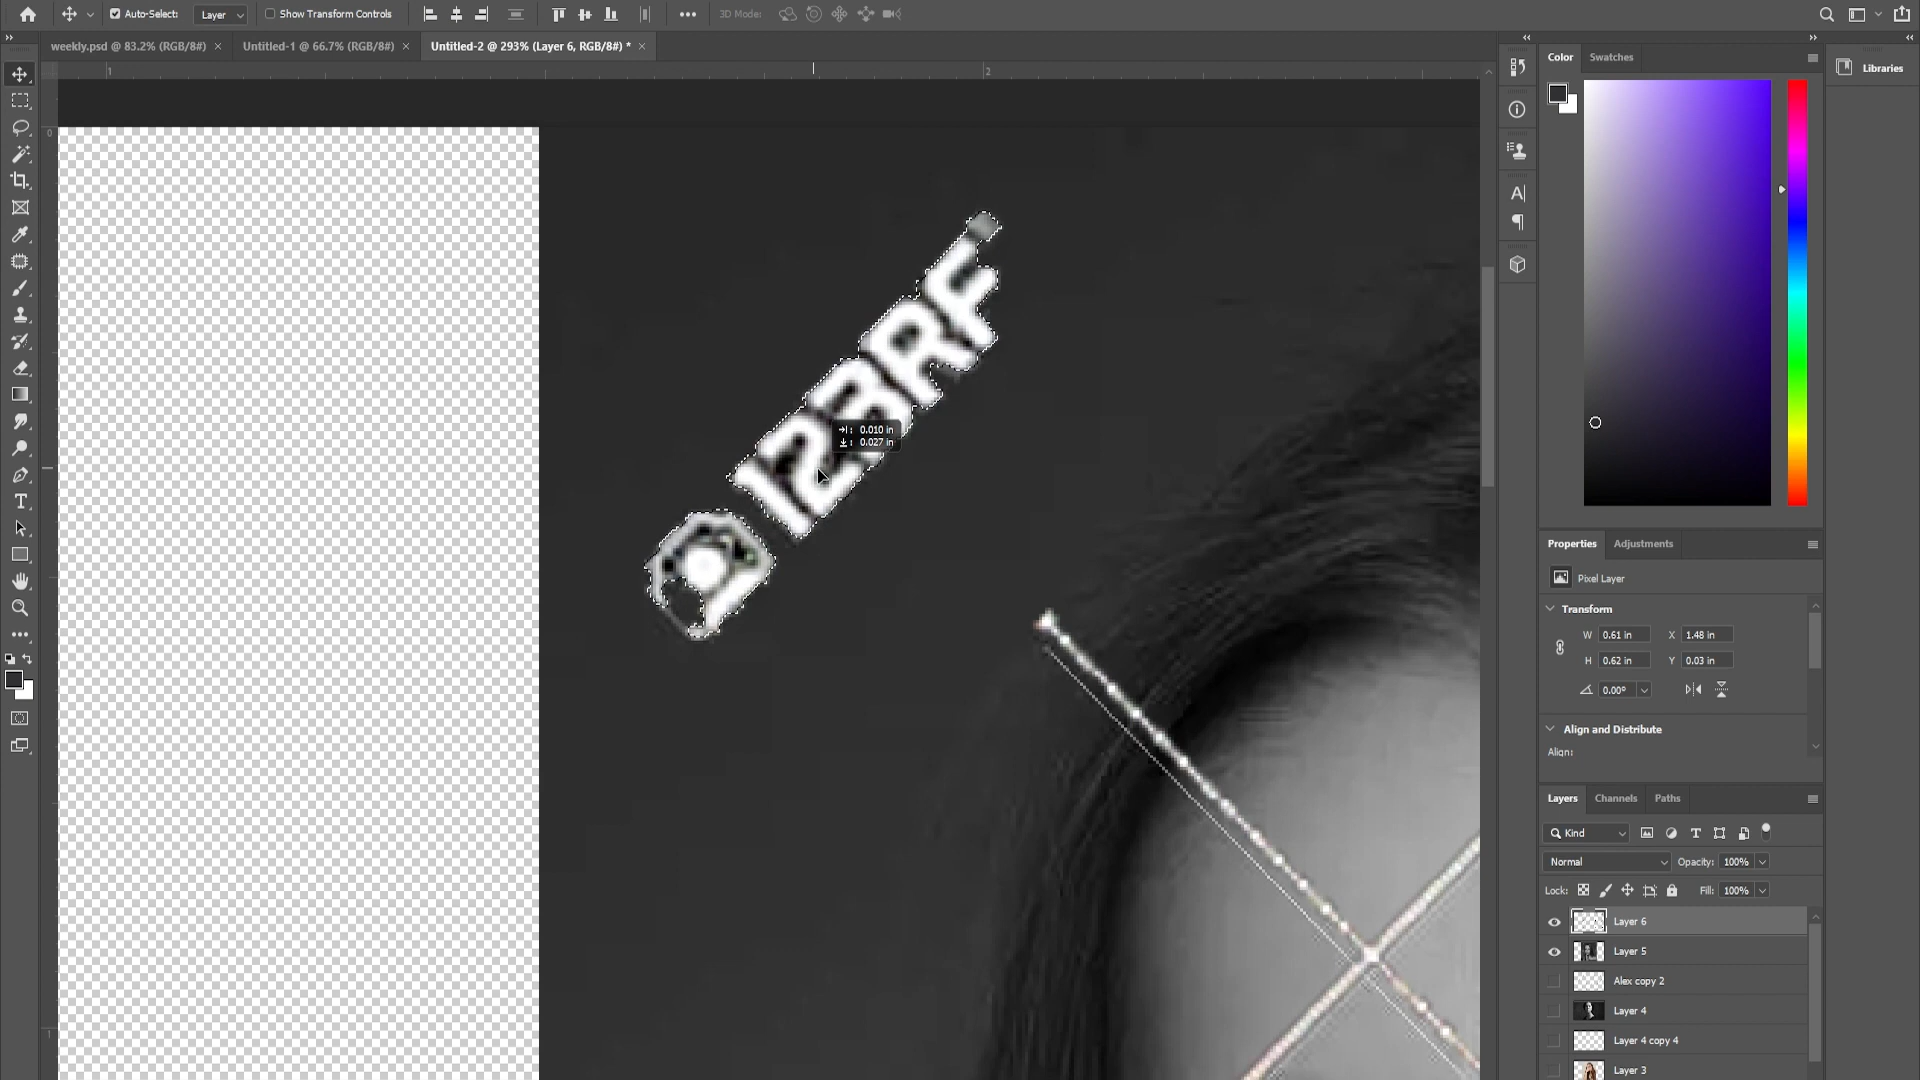 Auto-Select: Layer Show Transform Controls 3D Mode:
weekly.psd @ 83.2% (RGB/8#) × Untitled-1 @ 66.7% (RGB/8#) × Untitled-2 @ 293% (Layer 6, RGB/8#) * ×
1 2
0
1
123RF
→|: 0.010 in
0.027 in
Color Swatches
Libraries
Properties Adjustments
Pixel Layer
Transform
W 0.61 in X 1.48 in
H 0.62 in Y 0.03 in
0.00°
Align and Distribute
Align:
Layers Channels Paths
Kind
Normal Opacity: 100%
Lock: Fill: 100%
Layer 6
Layer 5
Alex copy 2
Layer 4
Layer 4 copy 4
Layer 3